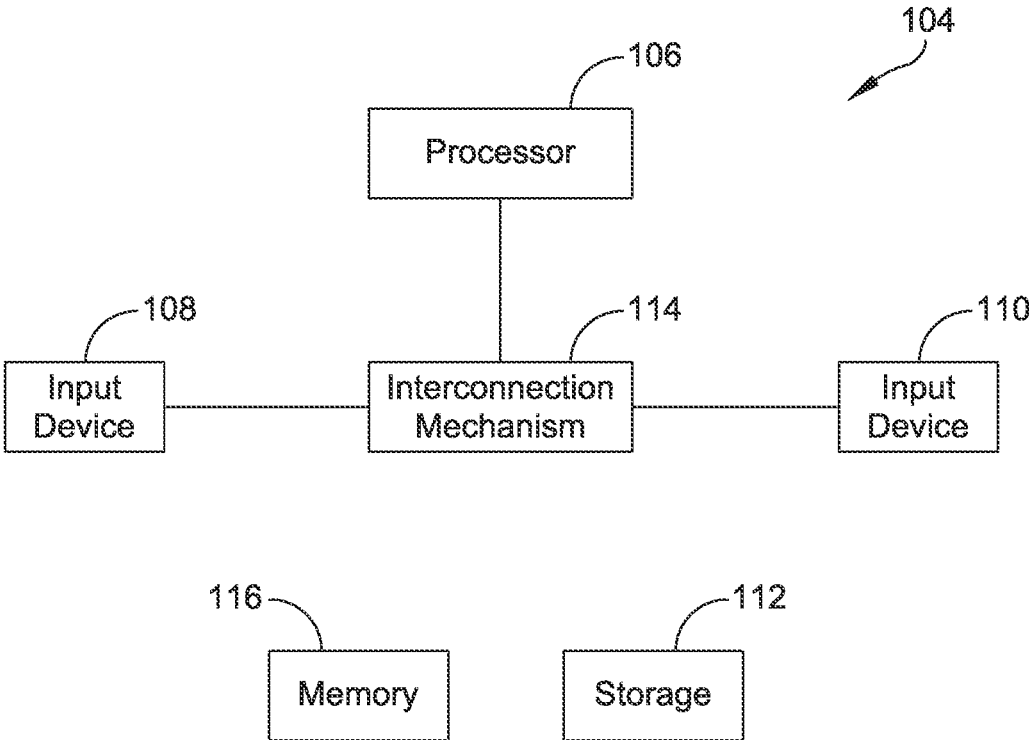 104
106
Processor
108
114
110
Input
Device
Interconnection
Mechanism
Input
Device
116
112
Memory
Storage